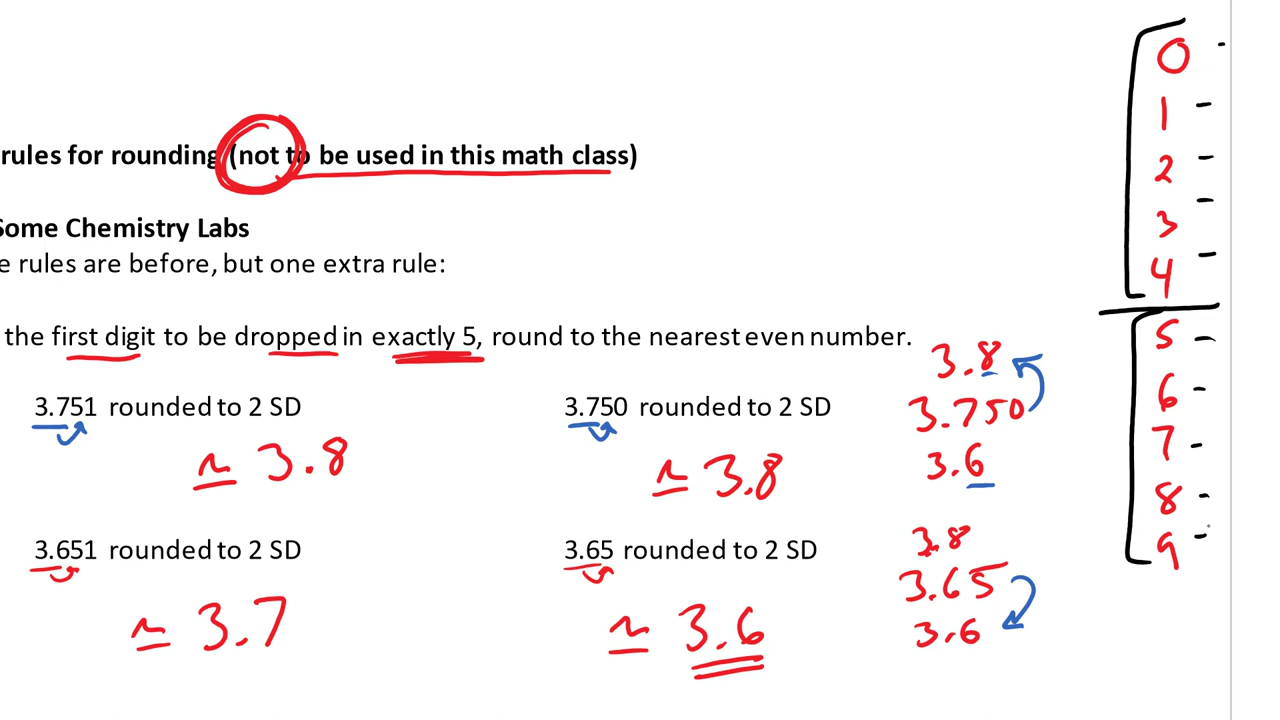 rules for rounding (not to be used in this math class)
Some Chemistry Labs
e rules are before, but one extra rule:
the first digit to be dropped in exactly 5, round to the nearest even number.
3.751 rounded to 2 SD
≈ 3.8
3.750 rounded to 2 SD
≈ 3.8
3.8
3.750
3.6
3.651 rounded to 2 SD
≈ 3.7
3.65 rounded to 2 SD
≈ 3.6
3.8
3.65
3.6
0 -
1 -
2 -
3 -
4 -
5 -
6 -
7 -
8 -
9 -